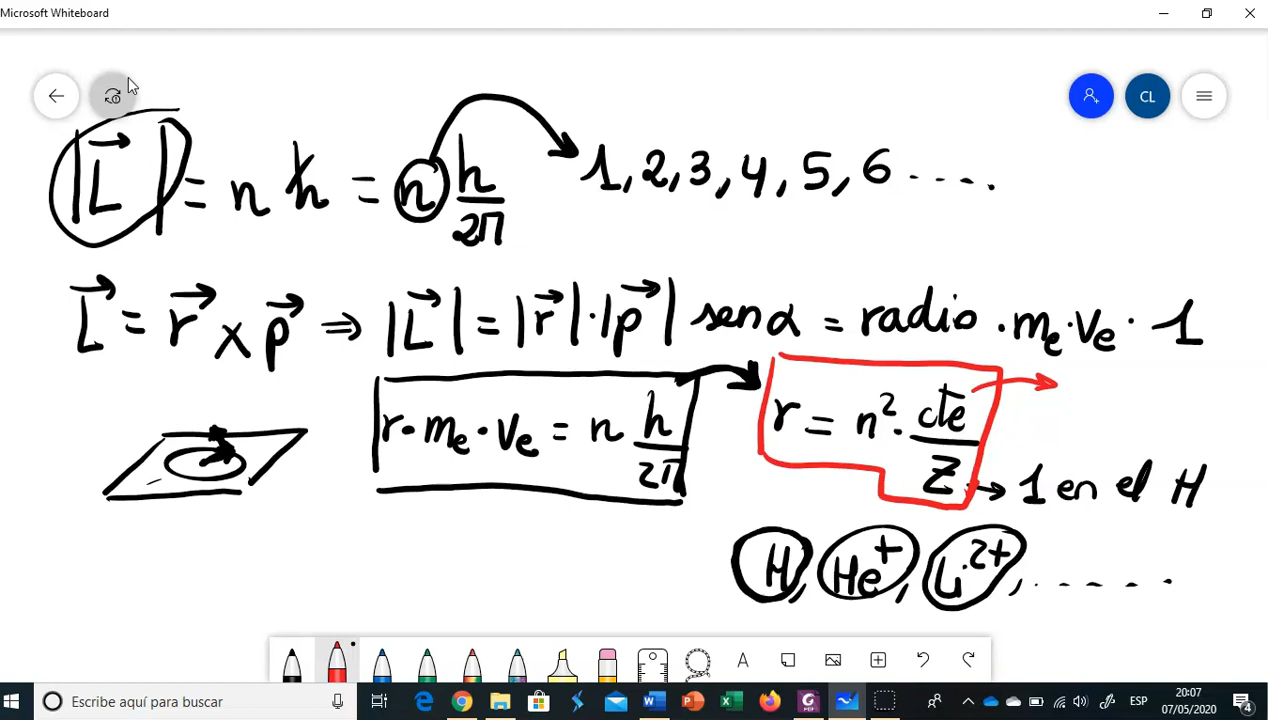 Microsoft Whiteboard
CL
|L⃗| = n ħ = n h/2π → 1, 2, 3, 4, 5, 6 .....
L⃗ = r⃗ x p⃗ ⇒ |L⃗| = |r⃗|·|p⃗| sen α = radio · mₑ · vₑ · 1
r · mₑ · vₑ = n h/2π → r = n² · cte/Z →
→ 1 en el H
H, He⁺, Li²⁺, ......
A
Escribe aquí para buscar
ESP
20:07
07/05/2020
4